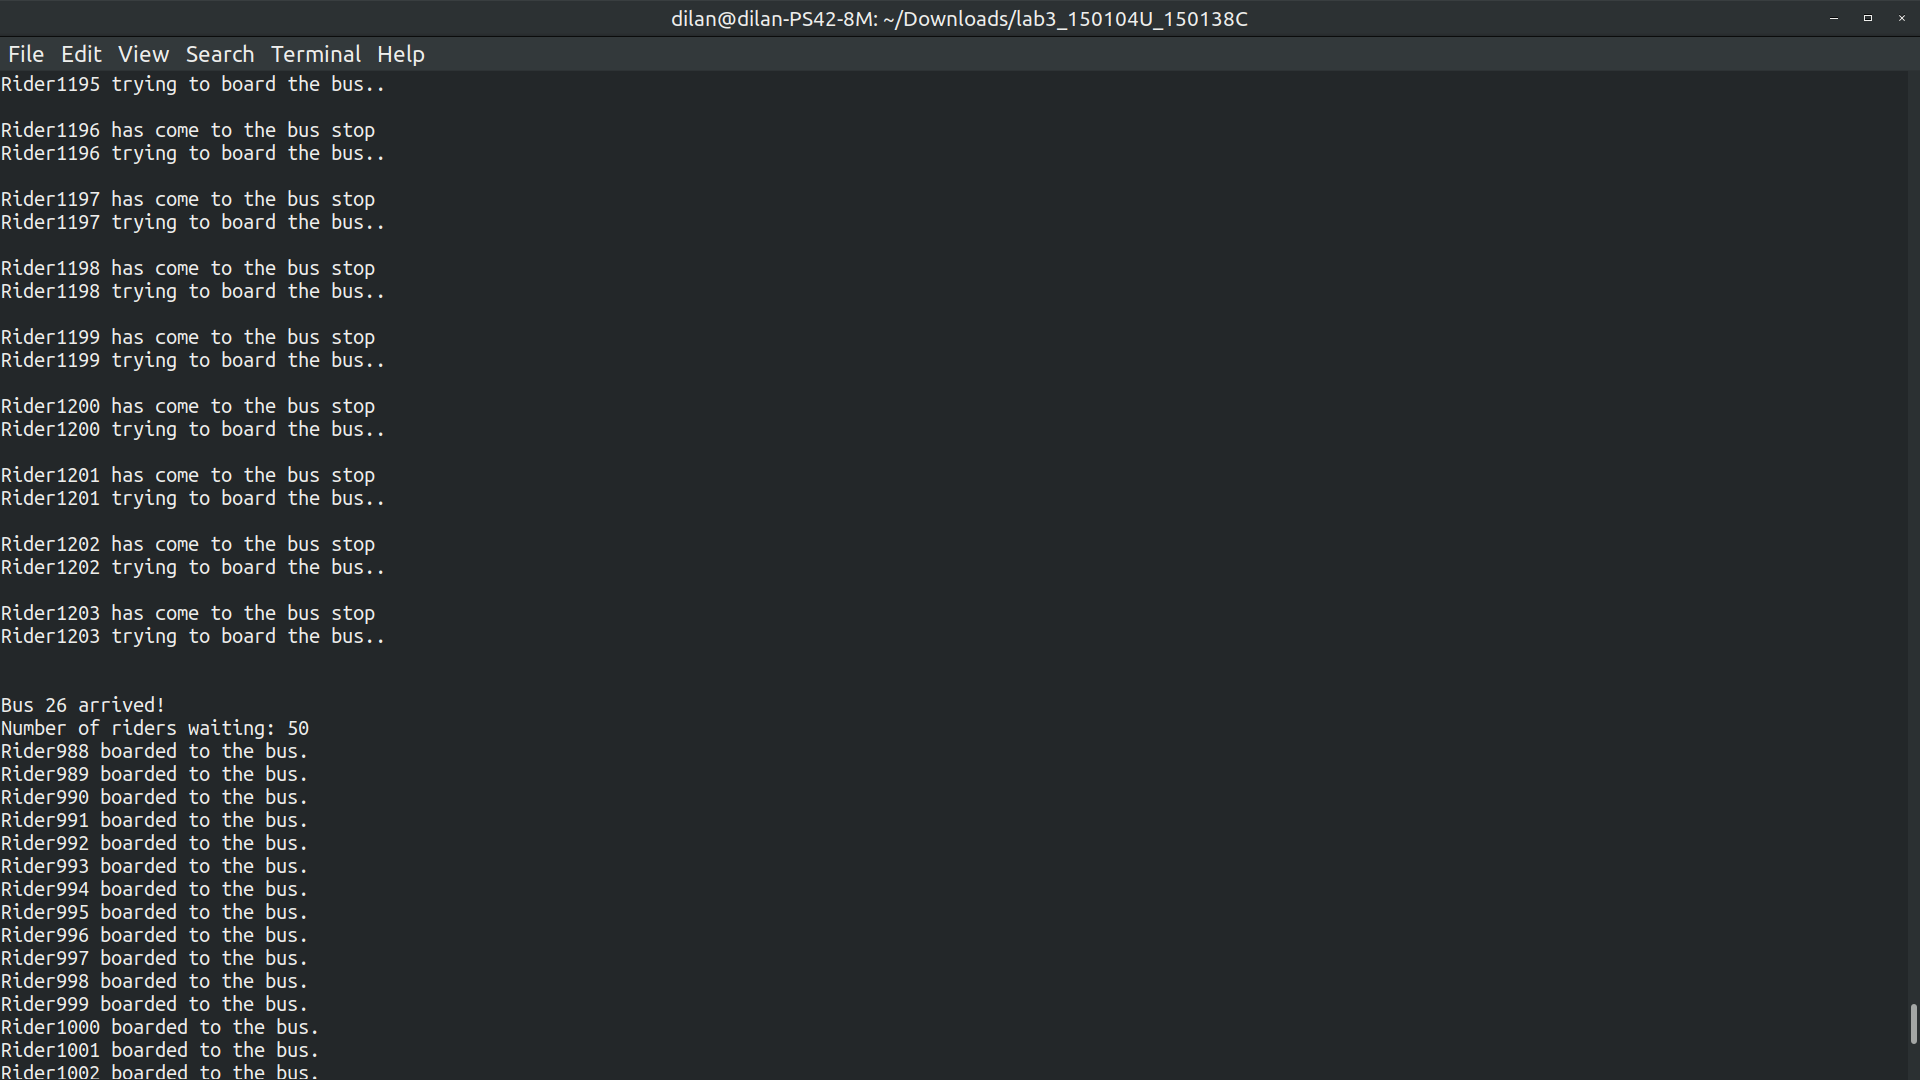 dilan@dilan-PS42-8M: ~/Downloads/lab3_150104U_150138C
File Edit View Search Terminal Help
Rider1195 trying to board the bus..
Rider1196 has come to the bus stop
Rider1196 trying to board the bus..
Rider1197 has come to the bus stop
Rider1197 trying to board the bus..
Rider1198 has come to the bus stop
Rider1198 trying to board the bus..
Rider1199 has come to the bus stop
Rider1199 trying to board the bus..
Rider1200 has come to the bus stop
Rider1200 trying to board the bus..
Rider1201 has come to the bus stop
Rider1201 trying to board the bus..
Rider1202 has come to the bus stop
Rider1202 trying to board the bus..
Rider1203 has come to the bus stop
Rider1203 trying to board the bus..
Bus 26 arrived!
Number of riders waiting: 50
Rider988 boarded to the bus.
Rider989 boarded to the bus.
Rider990 boarded to the bus.
Rider991 boarded to the bus.
Rider992 boarded to the bus.
Rider993 boarded to the bus.
Rider994 boarded to the bus.
Rider995 boarded to the bus.
Rider996 boarded to the bus.
Rider997 boarded to the bus.
Rider998 boarded to the bus.
Rider999 boarded to the bus.
Rider1000 boarded to the bus.
Rider1001 boarded to the bus.
Rider1002 boarded to the bus.